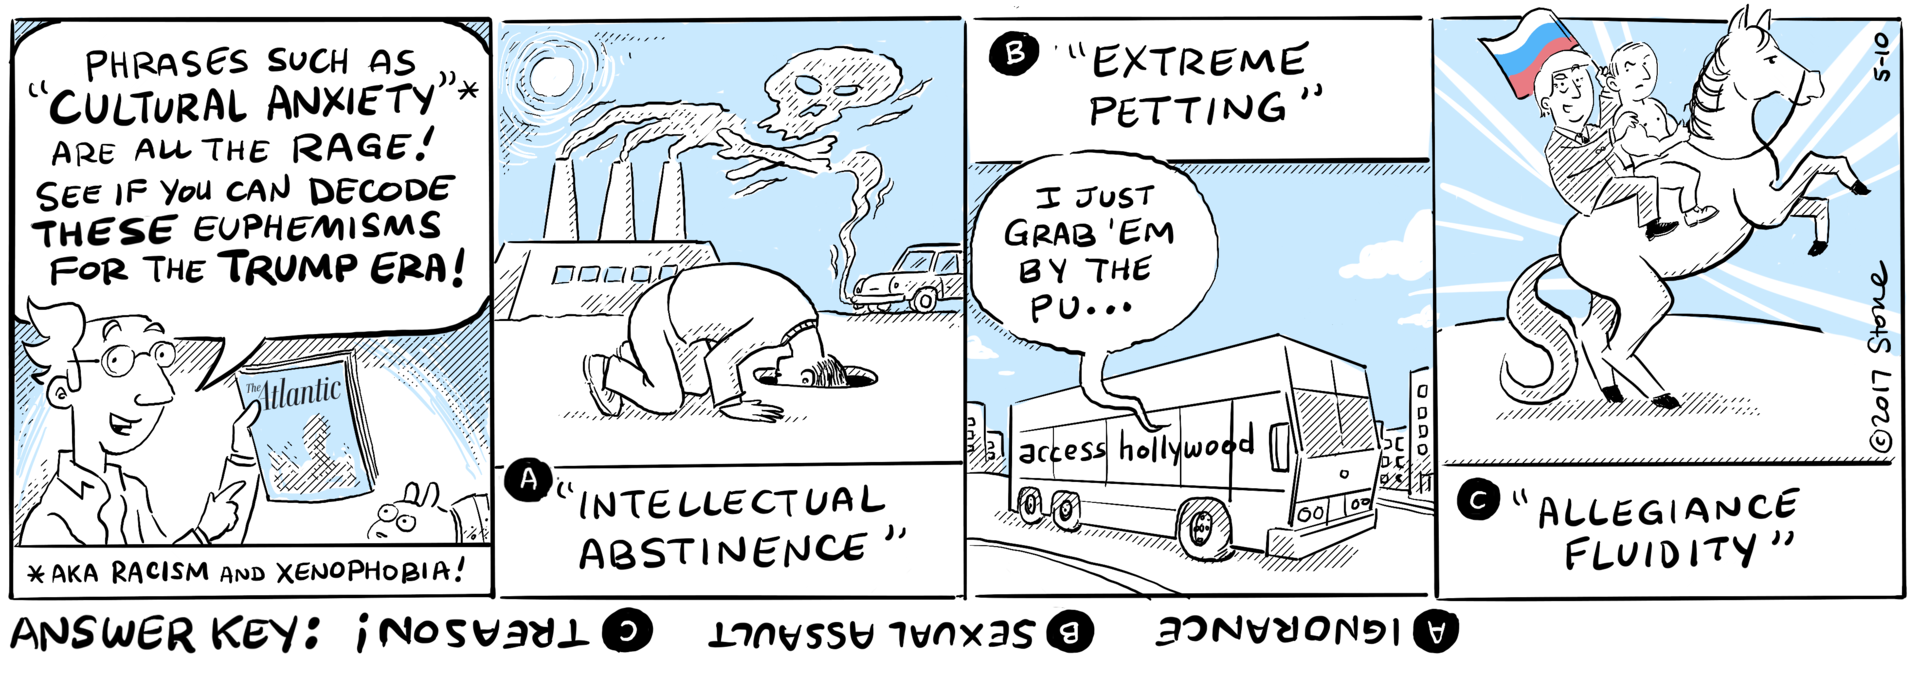 PHRASES SUCH AS
"CULTURAL ANXIETY"*
ARE ALL THE RAGE!
SEE IF YOU CAN DECODE
THESE EUPHEMISMS
FOR THE TRUMP ERA!
The Atlantic
*AKA RACISM AND XENOPHOBIA!
A "INTELLECTUAL
ABSTINENCE"
B "EXTREME
PETTING"
I JUST
GRAB 'EM
BY THE
PU...
access hollywood
5-10
©2017 Stone
C "ALLEGIANCE
FLUIDITY"
ANSWER KEY:
A IGNORANCE B SEXUAL ASSAULT C TREASON!